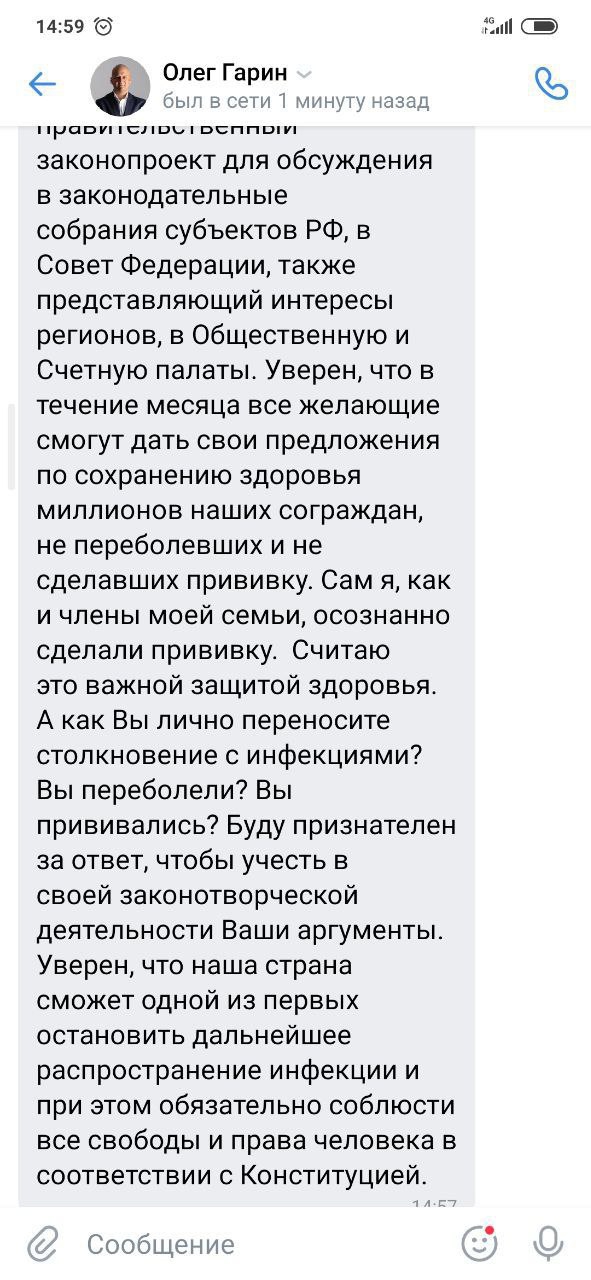 14:59
4G
Олег Гарин
был в сети 1 минуту назад
правительственный
законопроект для обсуждения
в законодательные
собрания субъектов РФ, в
Совет Федерации, также
представляющий интересы
регионов, в Общественную и
Счетную палаты. Уверен, что в
течение месяца все желающие
смогут дать свои предложения
по сохранению здоровья
миллионов наших сограждан,
не переболевших и не
сделавших прививку. Сам я, как
и члены моей семьи, осознанно
сделали прививку. Считаю
это важной защитой здоровья.
А как Вы лично переносите
столкновение с инфекциями?
Вы переболели? Вы
прививались? Буду признателен
за ответ, чтобы учесть в
своей законотворческой
деятельности Ваши аргументы.
Уверен, что наша страна
сможет одной из первых
остановить дальнейшее
распространение инфекции и
при этом обязательно соблюсти
все свободы и права человека в
соответствии с Конституцией.
14:57
Сообщение